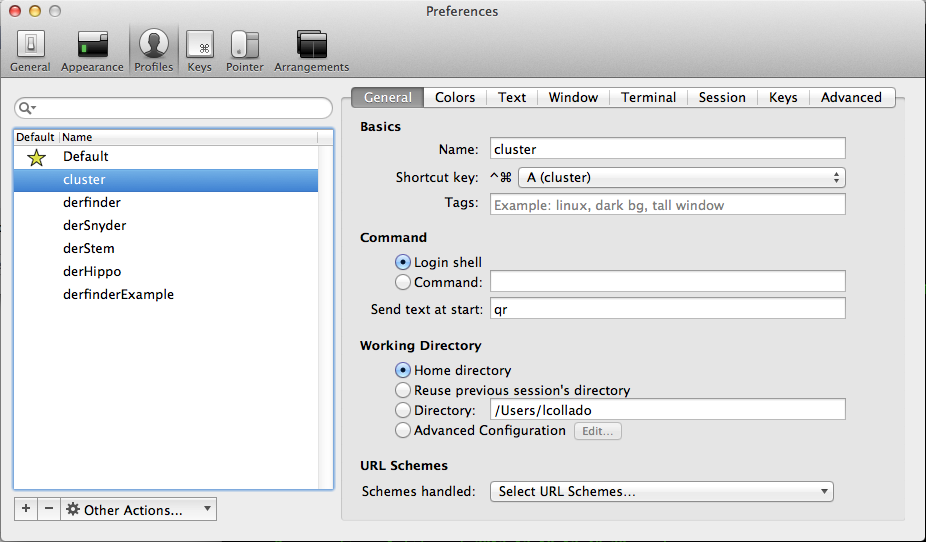 Preferences
General Appearance Profiles Keys Pointer Arrangements
Default Name
Default
cluster
derfinder
derSnyder
derStem
derHippo
derfinderExample
+ − Other Actions...
General Colors Text Window Terminal Session Keys Advanced
Basics
Name: cluster
Shortcut key: ^⌘ A (cluster)
Tags: Example: linux, dark bg, tall window
Command
Login shell
Command:
Send text at start: qr
Working Directory
Home directory
Reuse previous session's directory
Directory: /Users/lcollado
Advanced Configuration Edit...
URL Schemes
Schemes handled: Select URL Schemes...